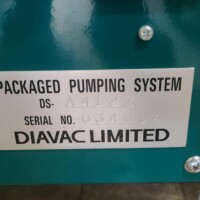 PACKAGED PUMPING SYSTEM
DS-
SERIAL NO.
DIAVAC LIMITED